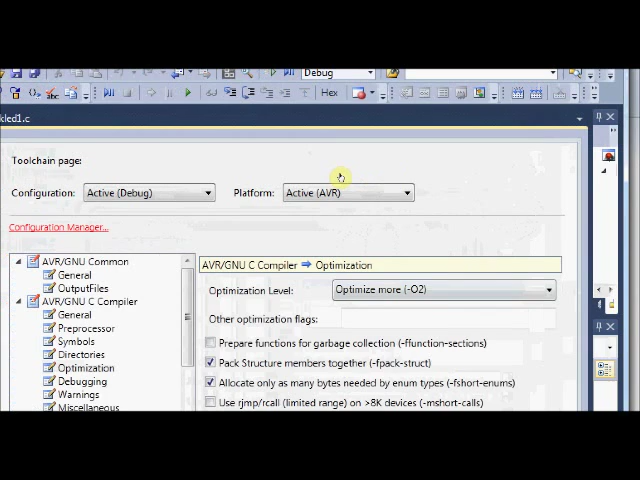 Debug
Hex
kled1.c
Toolchain page:
Configuration: Active (Debug) Platform: Active (AVR)
Configuration Manager...
AVR/GNU Common
General
OutputFiles
AVR/GNU C Compiler
General
Preprocessor
Symbols
Directories
Optimization
Debugging
Warnings
Miscellaneous
AVR/GNU C Compiler ➡ Optimization
Optimization Level: Optimize more (-O2)
Other optimization flags:
Prepare functions for garbage collection (-ffunction-sections)
Pack Structure members together (-fpack-struct)
Allocate only as many bytes needed by enum types (-fshort-enums)
Use rjmp/rcall (limited range) on >8K devices (-mshort-calls)